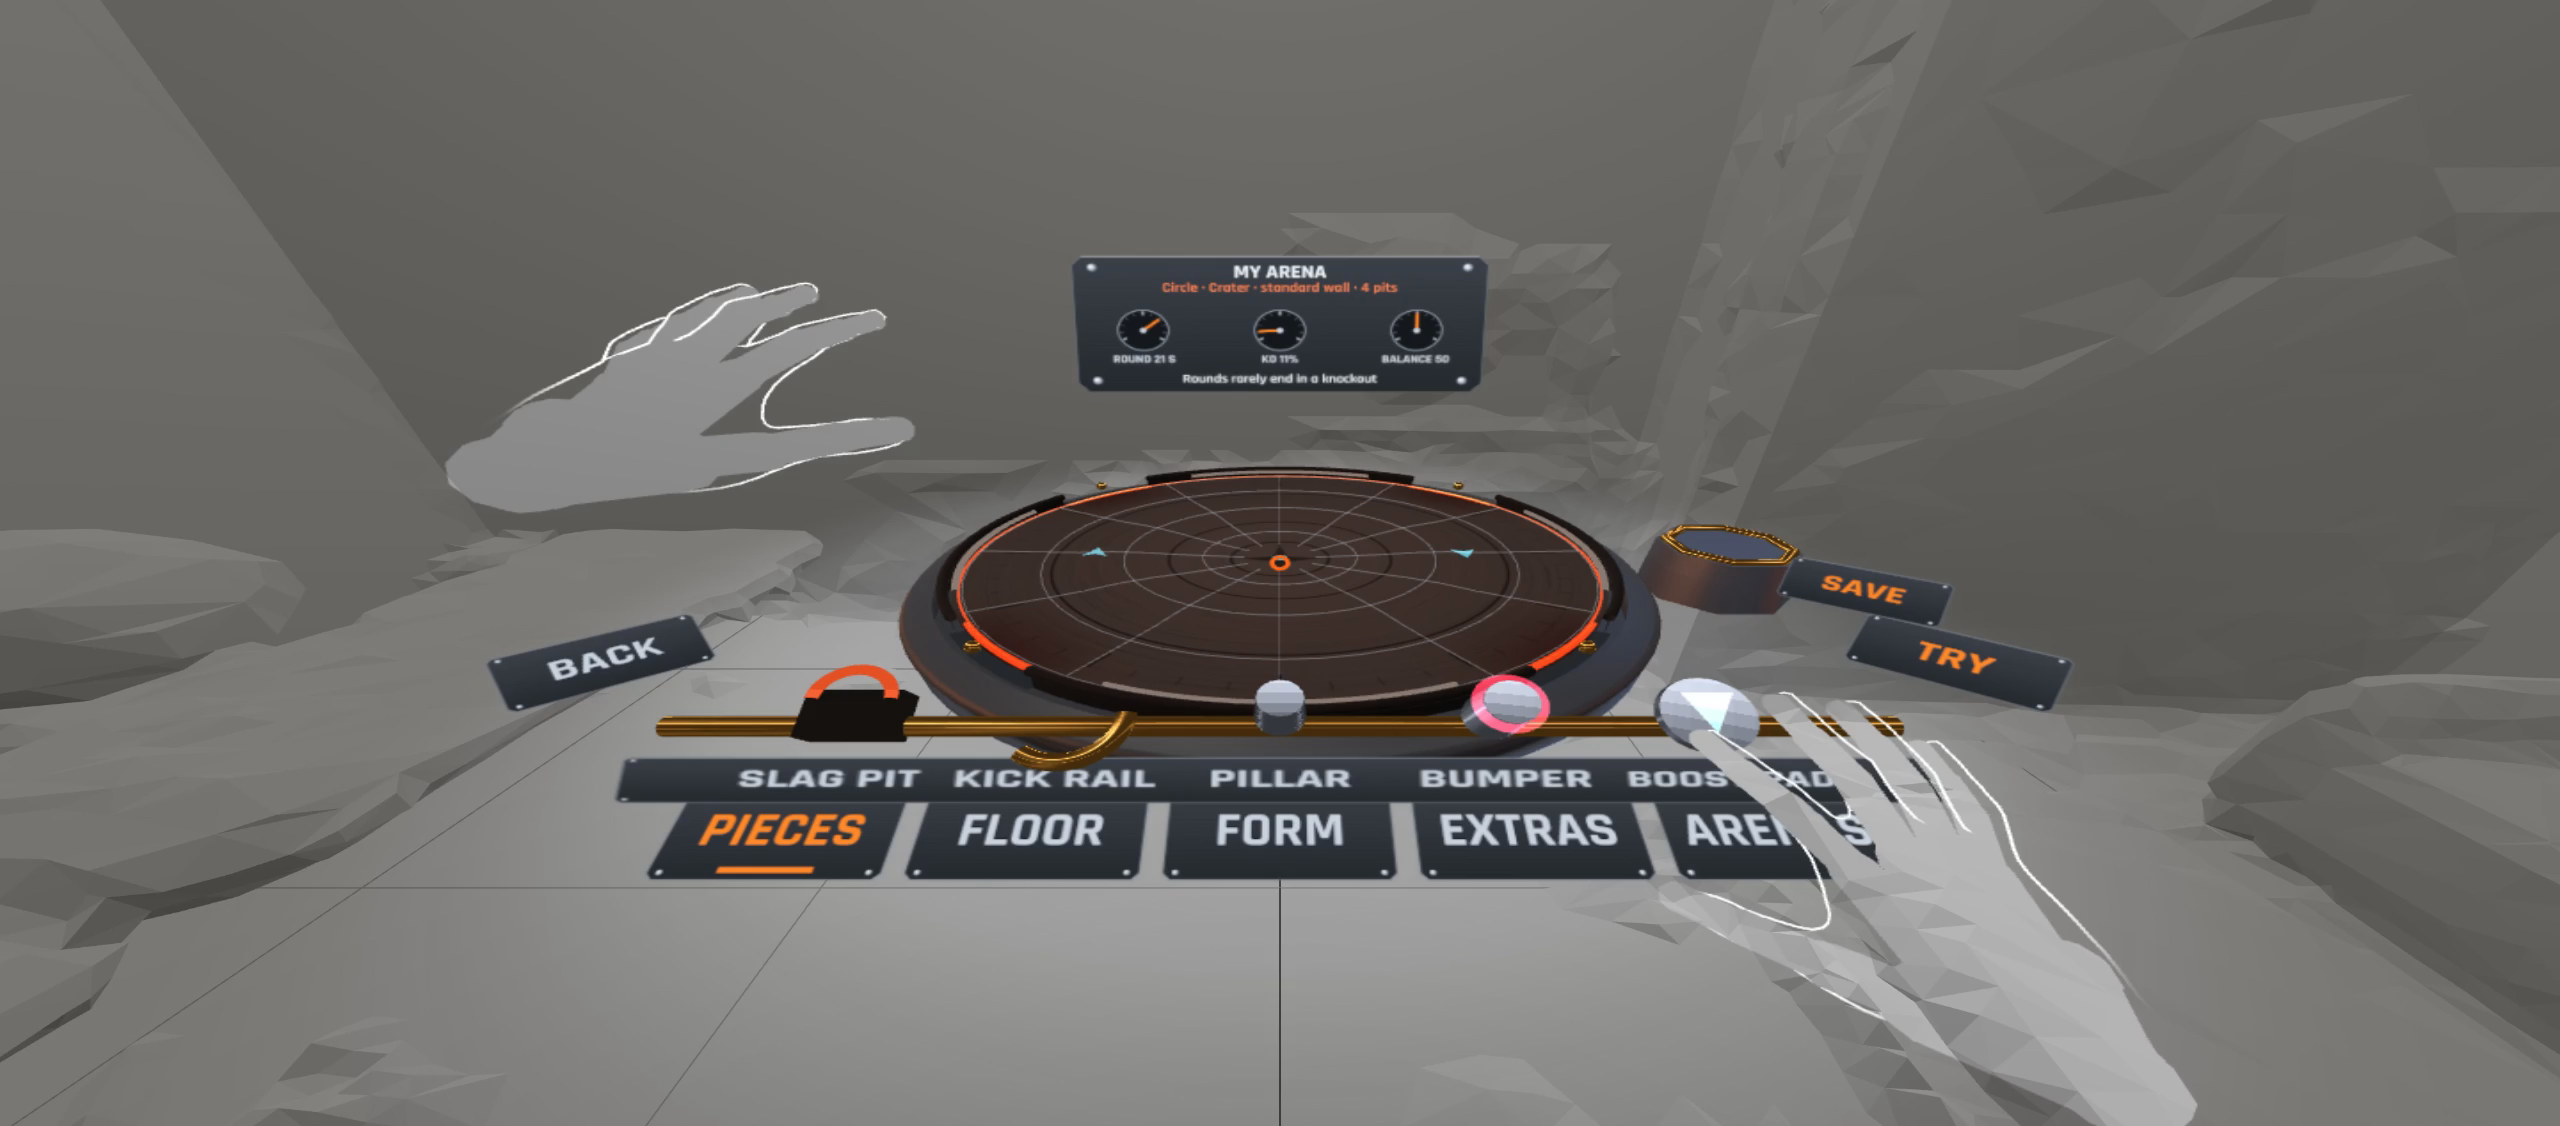 MY ARENA
Circle · Crater · standard wall · 4 pits
ROUND 21 S
KO 11%
BALANCE 50
Rounds rarely end in a knockout
SAVE
TRY
BACK
SLAG PIT
KICK RAIL
PILLAR
BUMPER
PIECES
FLOOR
FORM
EXTRAS